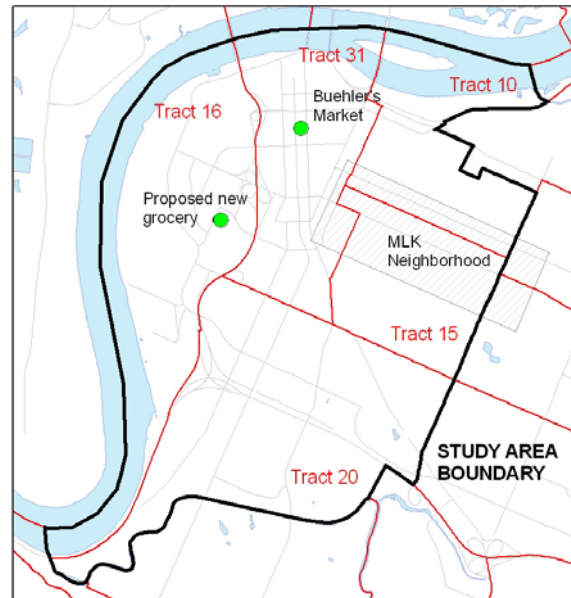 Tract 31
Tract 10
Buehler's
Market
Tract 16
Proposed new
grocery
MLK
Neighborhood
Tract 15
STUDY AREA
BOUNDARY
Tract 20